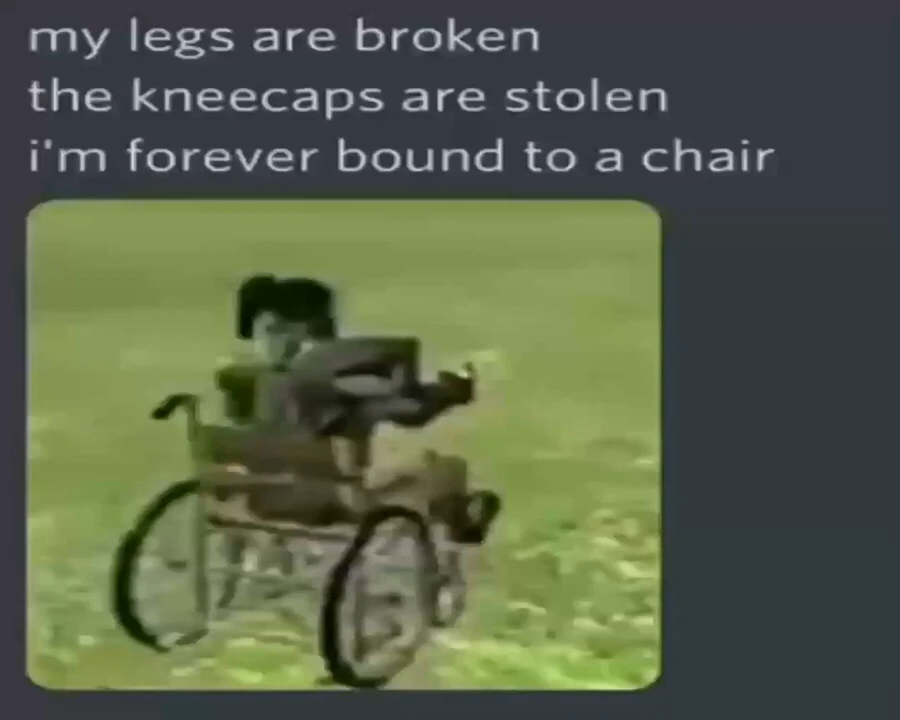 my legs are broken
the kneecaps are stolen
i'm forever bound to a chair